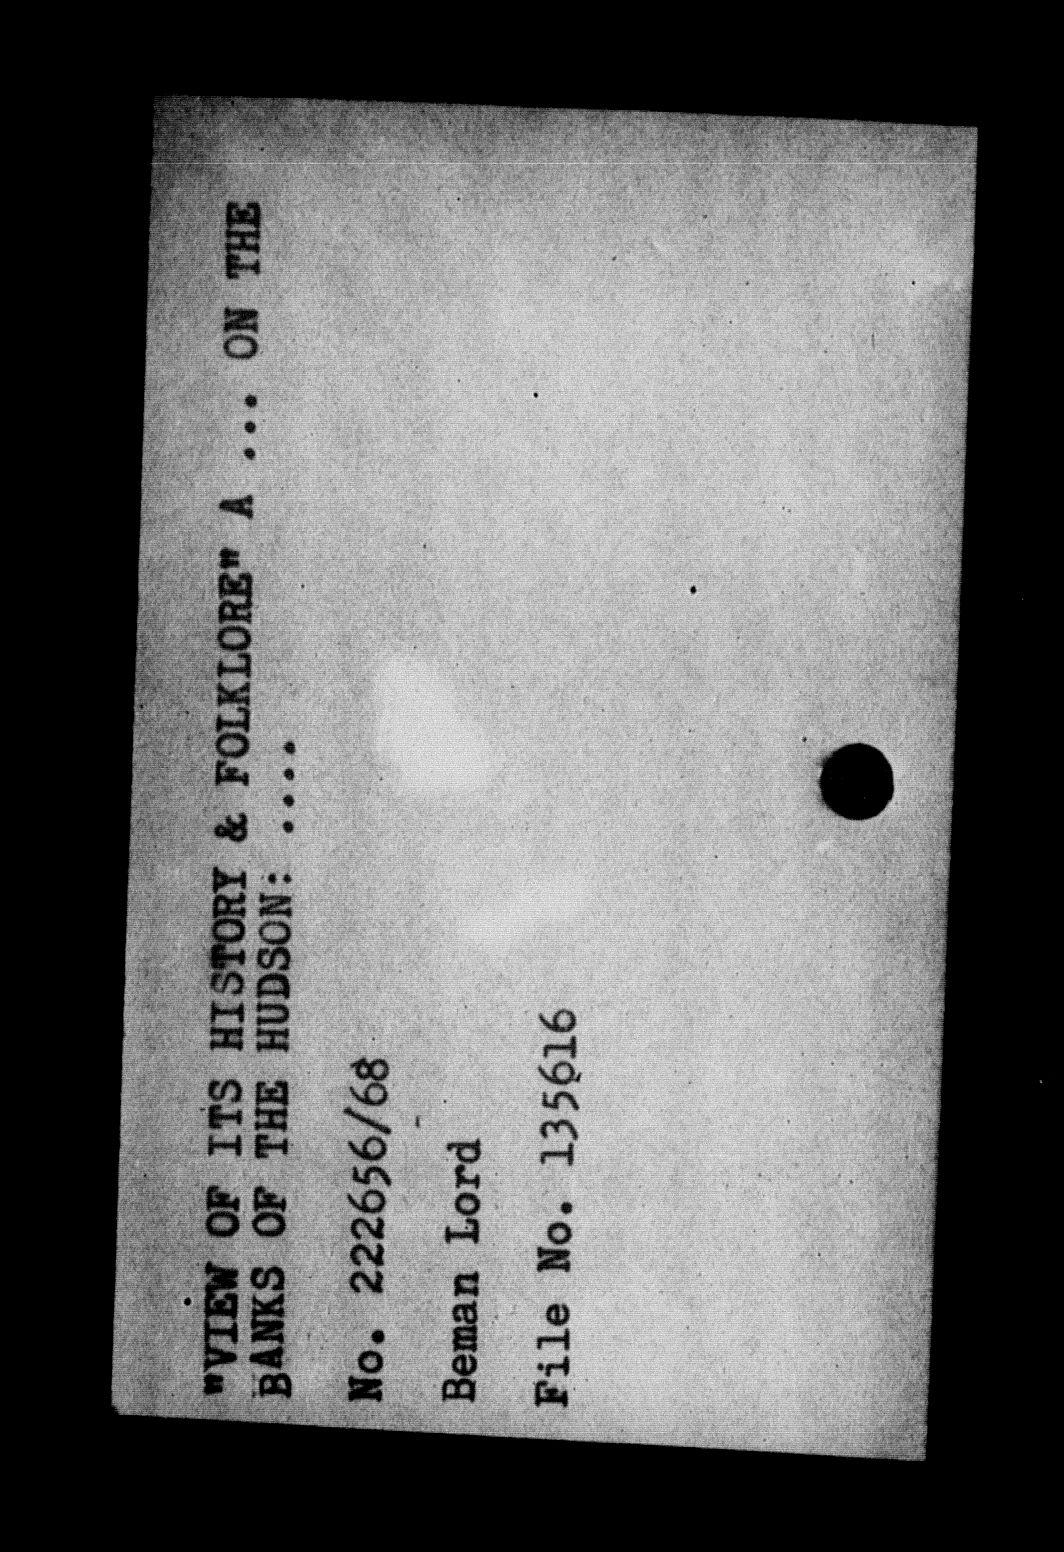 "VIEW OF ITS HISTORY & FOLKLORE" A ... ON THE
BANKS OF THE HUDSON: ....
No. 222656/68
Beman Lord
File No. 135616